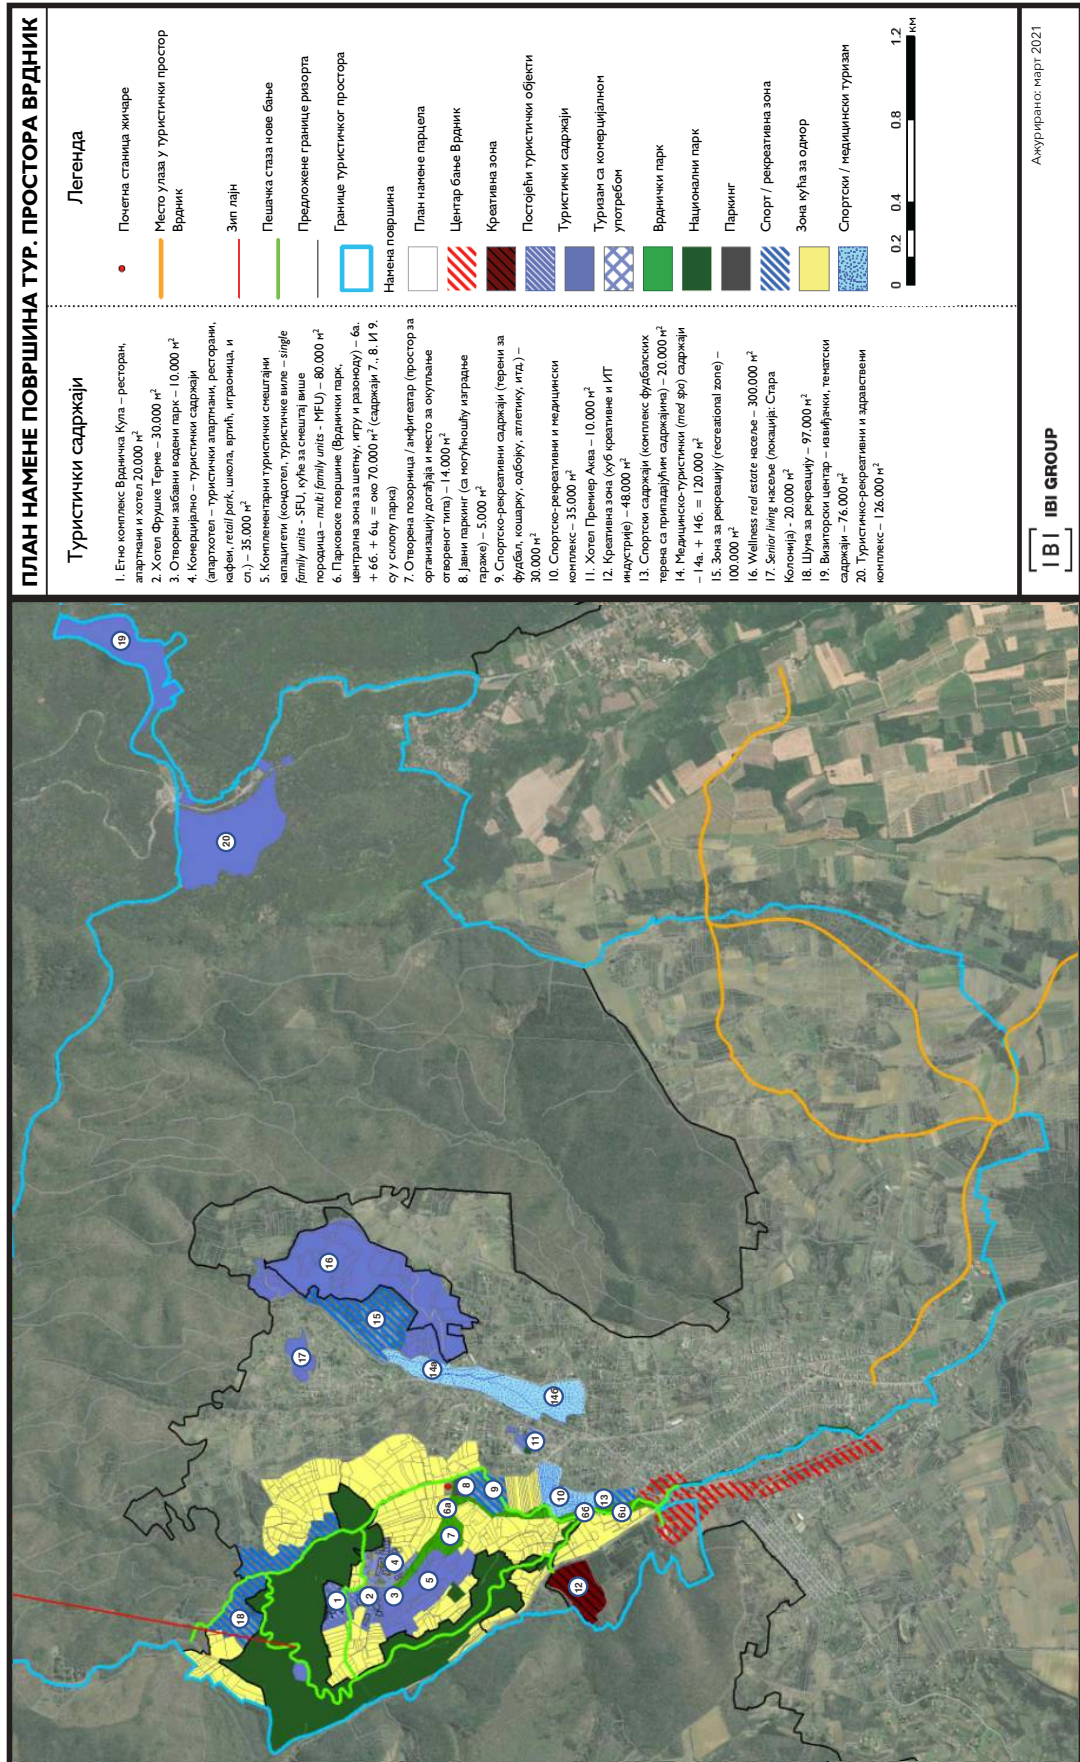 ПЛАН НАМЕНЕ ПОВРШИНА ТУР. ПРОСТОРА ВРДНИК
Туристички садржаји
1. Етно комплекс Врдничка Кула – ресторан,
апартмани и хотел 20.000 м²
2. Хотел Фрушке Терме – 30.000 м²
3. Отворени забавни водени парк – 10.000 м²
4. Комерцијално – туристички садржаји
(апартхотел – туристички апартмани, ресторани,
кафеи, retail park, школа, вртић, играоница, и
сл.) – 35.000 м²
5. Комплементарни туристички смештајни
капацитети (кондотел, туристичке виле – single
family units - SFU, куће за смештај више
породица – multi family units - MFU) – 80.000 м²
6. Парковске површине (Врднички парк,
централна зона за шетњу, игру и разоноду) – 6а.
+ 6б. + 6ц. = око 70.000 м² (садржаји 7., 8. И 9.
су у склопу парка)
7. Отворена позорница / амфитеатар (простор за
организацију догађаја и место за окупљање
отвореног типа) – 14.000 м²
8. Јавни паркинг (са могућношћу изградње
гараже) – 5.000 м²
9. Спортско-рекреативни садржаји (терени за
фудбал, кошарку, одбојку, атлетику, итд.) –
30.000 м²
10. Спортско-рекреативни и медицински
комплекс – 35.000 м²
11. Хотел Премиер Аква – 10.000 м²
12. Креативна зона (хуб креативне и ИТ
индустрије) – 48.000 м²
13. Спортски садржаји (комплекс фудбалских
терена са припадајућим садржајима) – 20.000 м²
14. Медицинско-туристички (med spa) садржаји
– 14а. + 14б. = 120.000 м²
15. Зона за рекреацију (recreational zone) –
100.000 м²
16. Wellness real estate насеље – 300.000 м²
17. Senior living насеље (локација: Стара
Колонија) - 20.000 м²
18. Шума за рекреацију – 97.000 м²
19. Визиторски центар – извиђачки, тематски
садржаји – 76.000 м²
20. Туристичко-рекреативни и здравствени
комплекс – 126.000 м²
Легенда
Почетна станица жичаре
Место улаза у туристички простор
Врдник
Зип лајн
Пешачка стаза нове бање
Предложене границе ризорта
Границе туристичког простора
Намена површина
План намене парцела
Центар бање Врдник
Креативна зона
Постојећи туристички објекти
Туристички садржаји
Туризам са комерцијалном
употребом
Врднички парк
Национални парк
Паркинг
Спорт / рекреативна зона
Зона кућа за одмор
Спортски / медицински туризам
0 0.2 0.4 0.8 1.2
км
IBI IBI GROUP
Ажурирано: март 2021
19
20
16
15
17
14а
14б
11
8
9
6а
7
10
13
6б
6ц
4
5
3
2
1
12
18